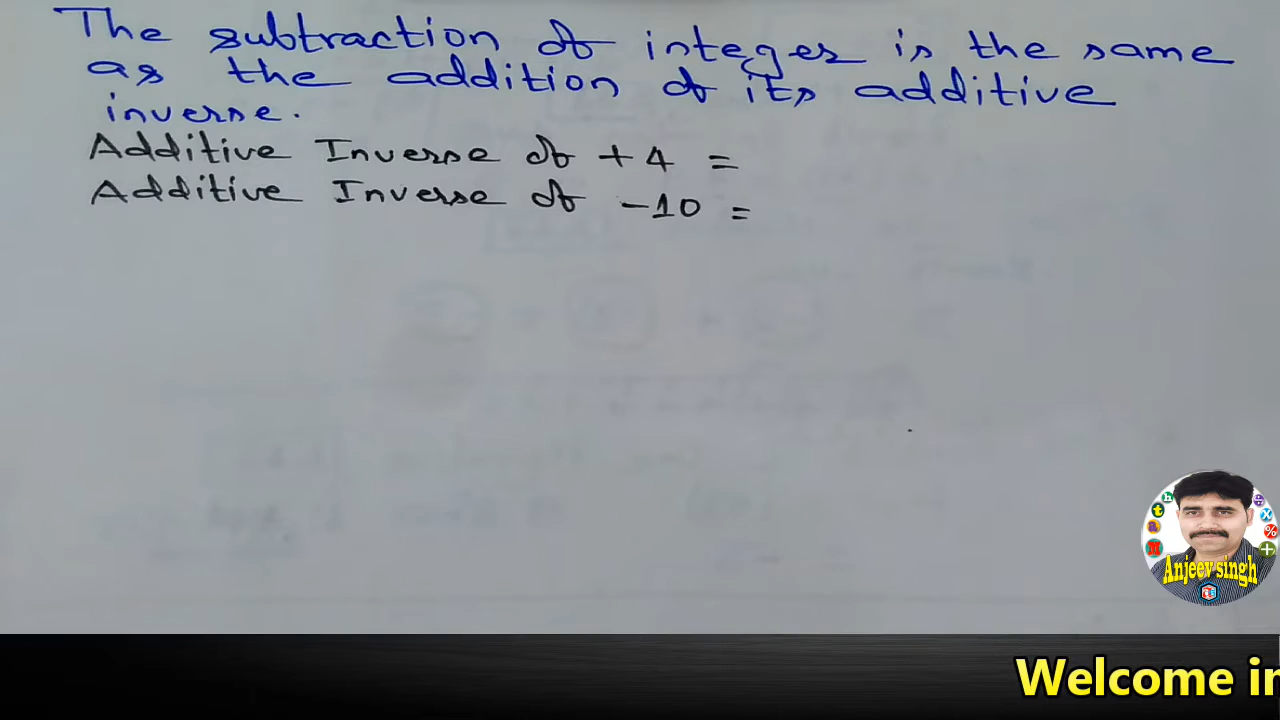 The subtraction of integer is the same
as the addition of its additive
inverse.
Additive Inverse of +4 =
Additive Inverse of -10 =
h
t
a
M
÷
x
%
+
Anjeev singh
Welcome in